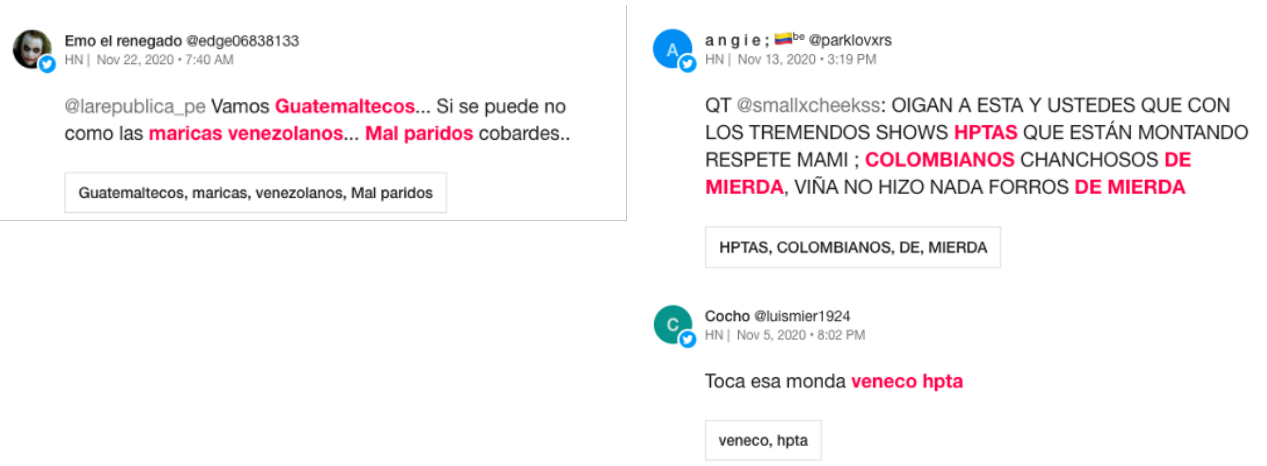 Emo el renegado @edge06838133
HN | Nov 22, 2020 • 7:40 AM
@larepublica_pe Vamos Guatemaltecos... Si se puede no
como las maricas venezolanos... Mal paridos cobardes..
Guatemaltecos, maricas, venezolanos, Mal paridos
A
a n g i e ; 🇨🇴be @parklovxrs
HN | Nov 13, 2020 • 3:19 PM
QT @smallxcheekss: OIGAN A ESTA Y USTEDES QUE CON
LOS TREMENDOS SHOWS HPTAS QUE ESTÁN MONTANDO
RESPETE MAMI ; COLOMBIANOS CHANCHOSOS DE
MIERDA, VIÑA NO HIZO NADA FORROS DE MIERDA
HPTAS, COLOMBIANOS, DE, MIERDA
C
Cocho @luismier1924
HN | Nov 5, 2020 • 8:02 PM
Toca esa monda veneco hpta
veneco, hpta